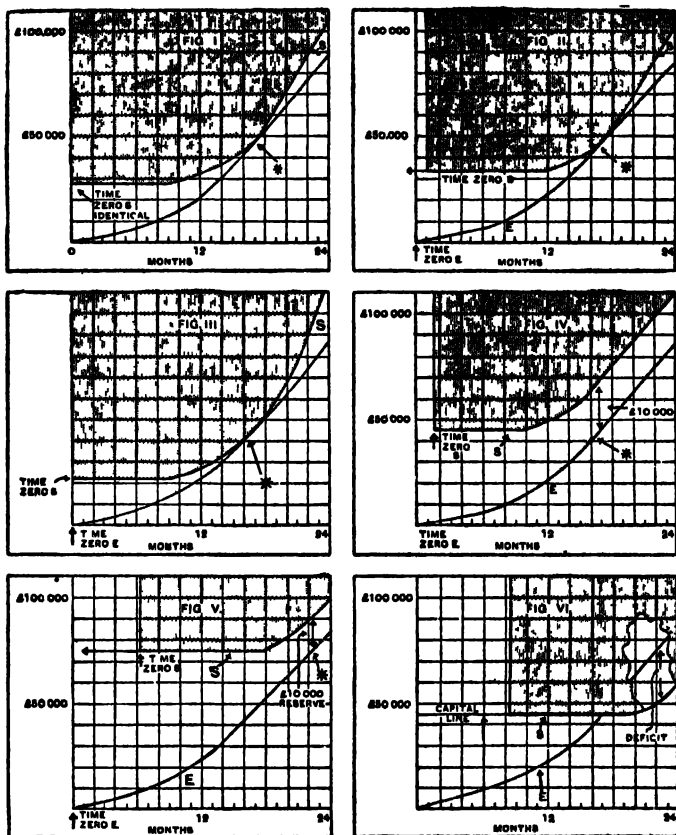 £100,000
FIG I
S
£50 000
TIME
ZERO S
IDENTICAL
*
0
12
24
MONTHS
£100 000
FIG II.
£50,000
TIME ZERO S
*
E
12
24
TIME
ZERO E.
MONTHS
FIG III
S
TIME
ZERO S
*
12
24
TIME
ZERO E.
MONTHS
£100 000
FIG IV
£50 000
TIME
ZERO
S
£10 000
*
E
12
24
TIME
ZERO E.
MONTHS
£100 000
FIG V.
TIME
ZERO S
S
*
£10 000
RESERVE
£50 000
E
12
24
TIME
ZERO E.
MONTHS
£100 000
FIG VI
£50 000
CAPITAL
LINE
S
DEFICIT
E
12
24
MONTHS